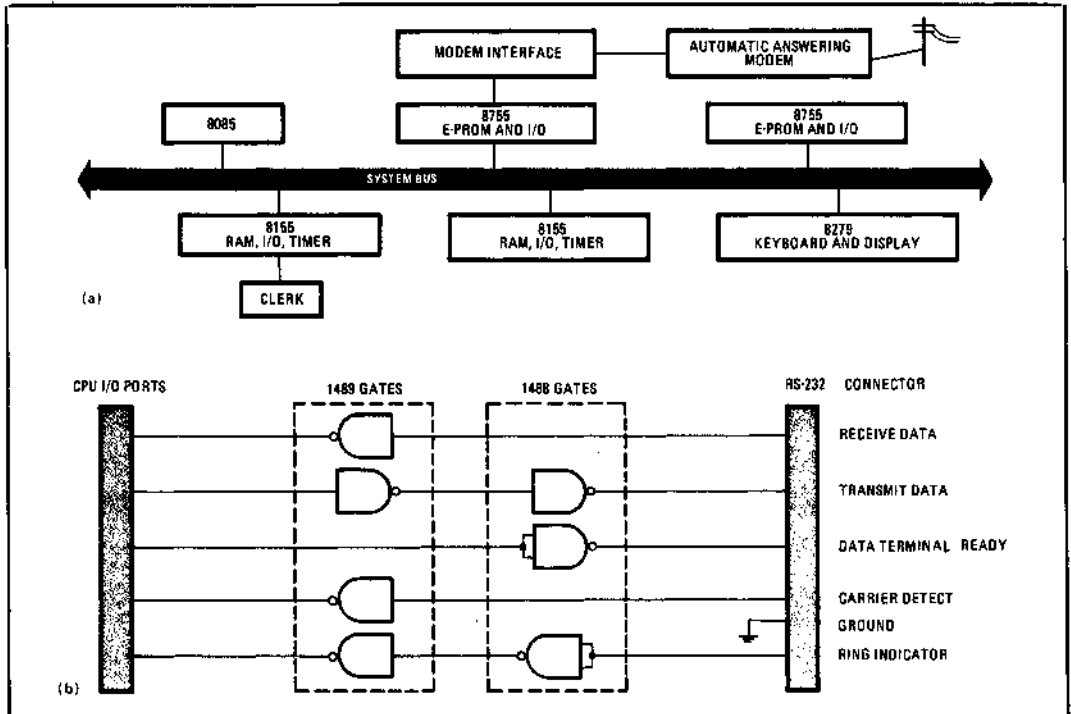 MODEM INTERFACE
AUTOMATIC ANSWERING
MODEM
8085
8755
E-PROM AND I/O
8755
E-PROM AND I/O
SYSTEM BUS
8155
RAM, I/O, TIMER
8155
RAM, I/O, TIMER
8279
KEYBOARD AND DISPLAY
CLERK
(a)
CPU I/O PORTS
1489 GATES
1488 GATES
RS-232 CONNECTOR
RECEIVE DATA
TRANSMIT DATA
DATA TERMINAL READY
CARRIER DETECT
GROUND
RING INDICATOR
(b)